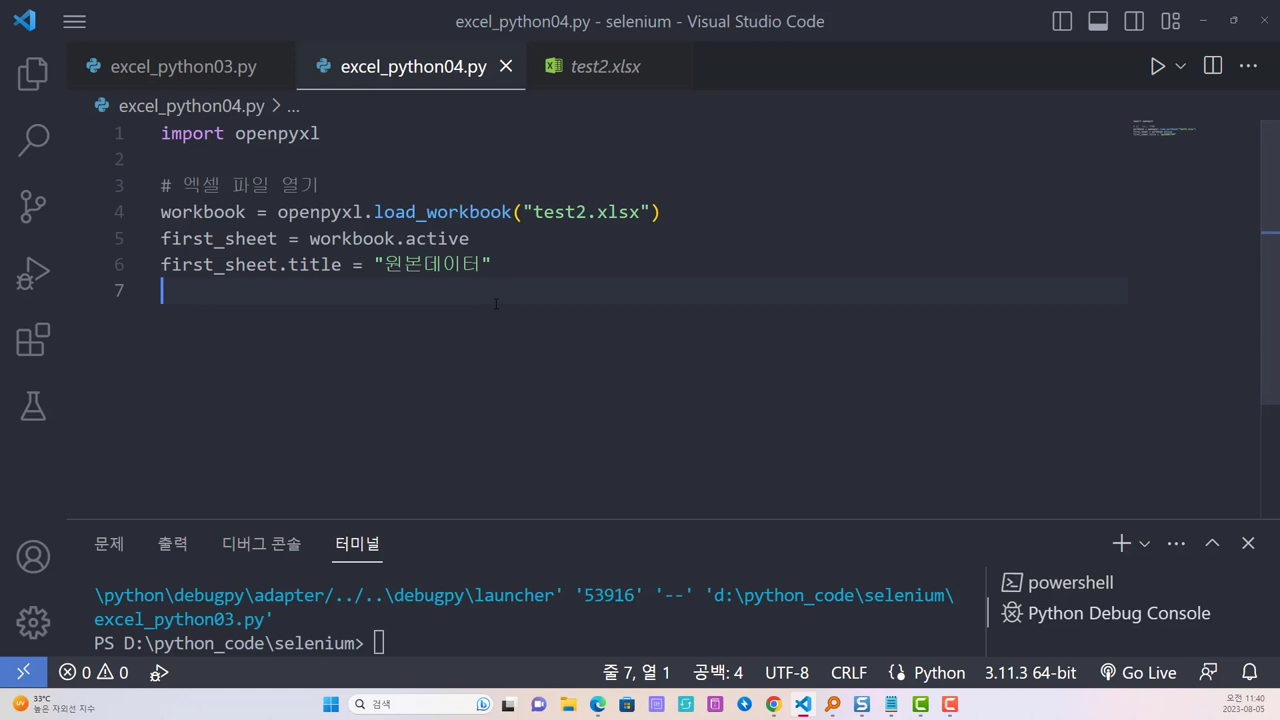 excel_python04.py - selenium - Visual Studio Code
excel_python03.py
excel_python04.py
test2.xlsx
excel_python04.py > ...
1 import openpyxl
2
3 # 엑셀 파일 열기
4 workbook = openpyxl.load_workbook("test2.xlsx")
5 first_sheet = workbook.active
6 first_sheet.title = "원본데이터"
7
문제 출력 디버그 콘솔 터미널
\python\debugpy\adapter/../..\debugpy\launcher' '53916' '--' 'd:\python_code\selenium\
excel_python03.py'
PS D:\python_code\selenium>
powershell
Python Debug Console
0 0 줄 7, 열 1 공백: 4 UTF-8 CRLF Python 3.11.3 64-bit Go Live
33°C
높은 자외선 지수
검색
오전 11:40
2023-08-05